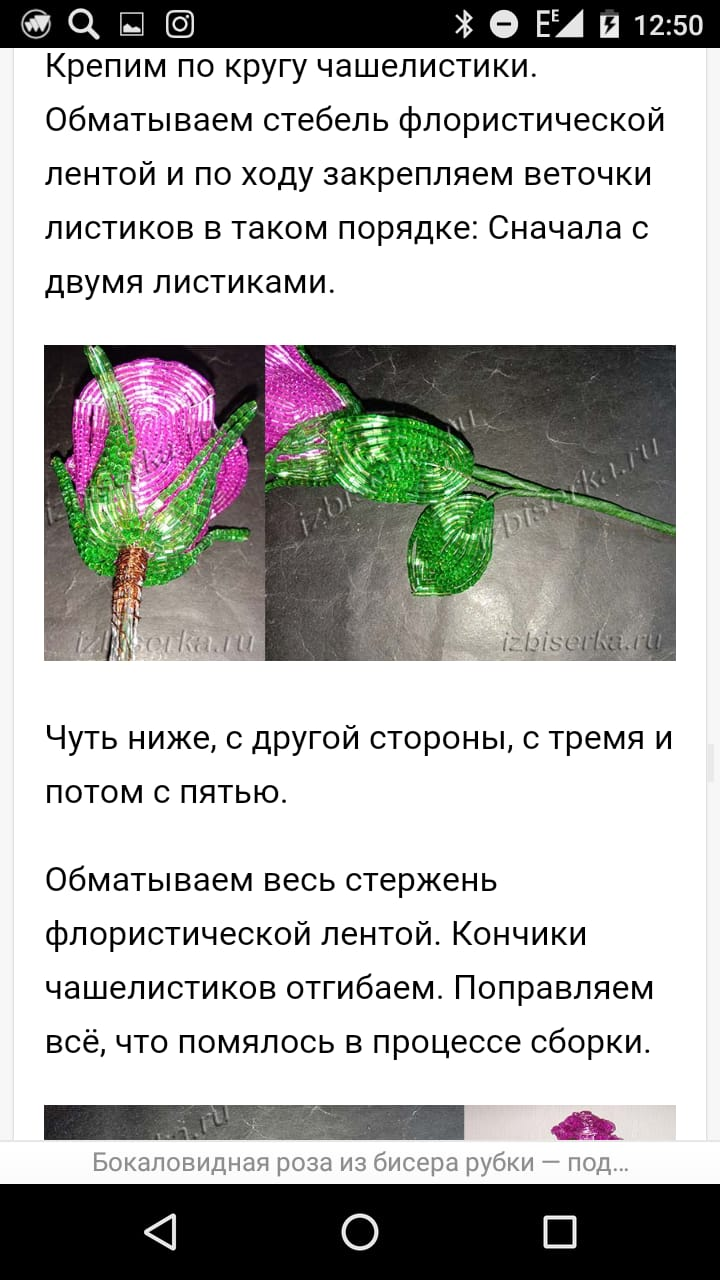 12:50
Крепим по кругу чашелистики.
Обматываем стебель флористической
лентой и по ходу закрепляем веточки
листиков в таком порядке: Сначала с
двумя листиками.
izbiserka.ru
izbiserka.ru
izbiserka.ru
Чуть ниже, с другой стороны, с тремя и
потом с пятью.
Обматываем весь стержень
флористической лентой. Кончики
чашелистиков отгибаем. Поправляем
всё, что помялось в процессе сборки.
Бокаловидная роза из бисера рубки — под...